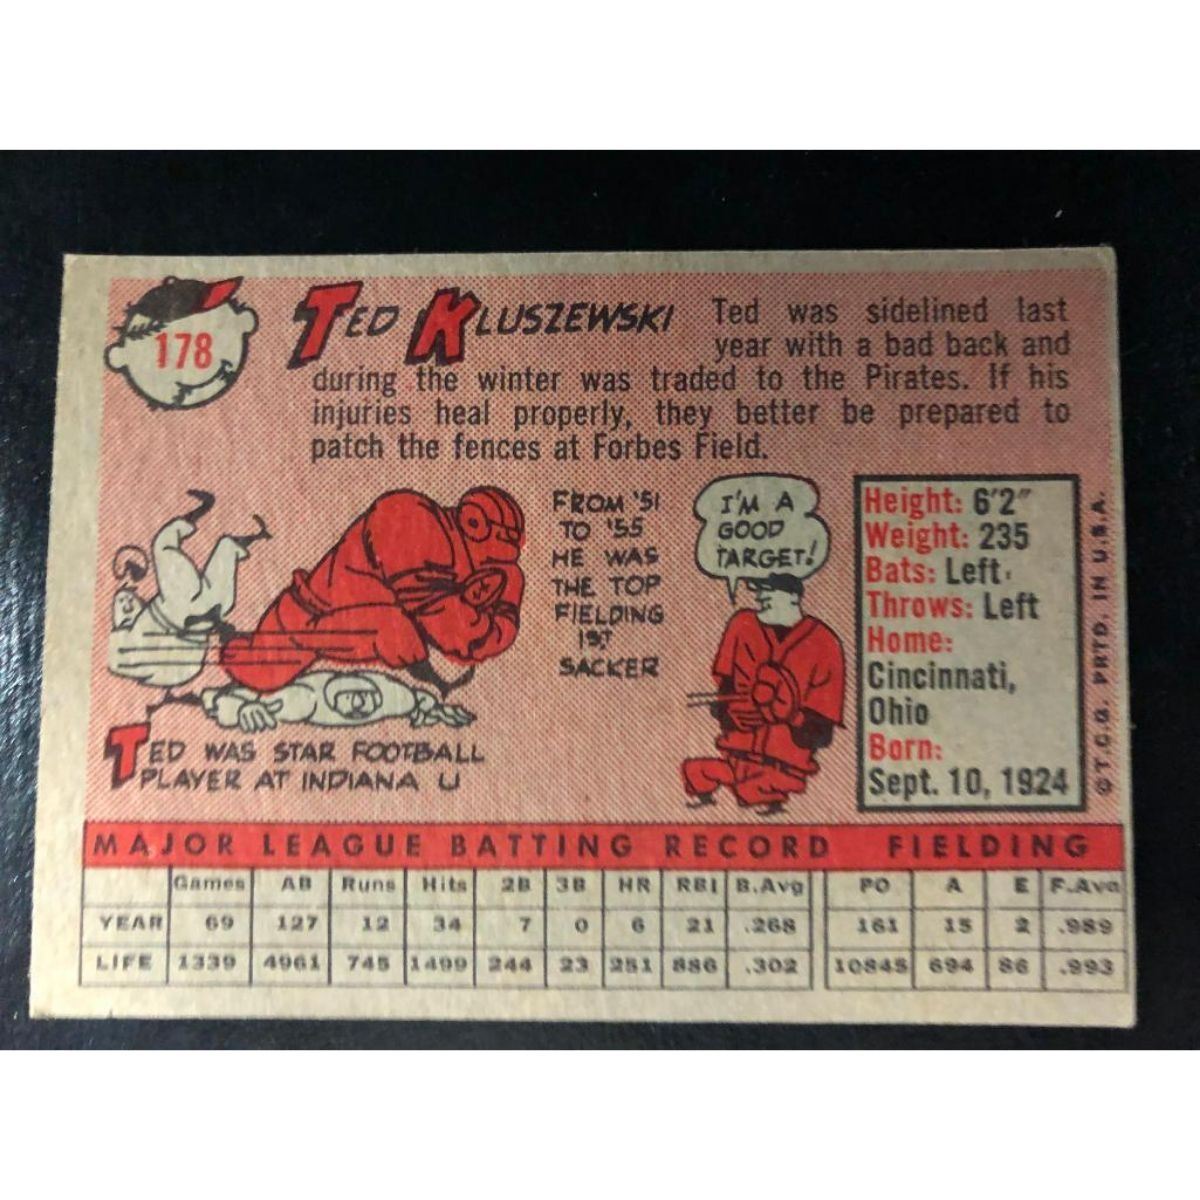 178
TED KLUSZEWSKI
Ted was sidelined last
year with a bad back and
during the winter was traded to the Pirates. If his
injuries heal properly, they better be prepared to
patch the fences at Forbes Field.
FROM '51
TO '55
HE WAS
THE TOP
FIELDING
1ST
SACKER
I'M A
GOOD
TARGET!
TED WAS STAR FOOTBALL
PLAYER AT INDIANA U
Height: 6'2"
Weight: 235
Bats: Left
Throws: Left
Home:
Cincinnati,
Ohio
Born:
Sept. 10, 1924
©T.C.G. PRTD. IN U.S.A.
MAJOR LEAGUE BATTING RECORD FIELDING
Games AB Runs Hits 2B 3B HR RBI B.Avg PO A E F.Avg
YEAR 69 127 12 34 7 0 6 21 .268 161 15 2 .989
LIFE 1339 4961 745 1499 244 23 251 886 .302 10845 694 86 .993